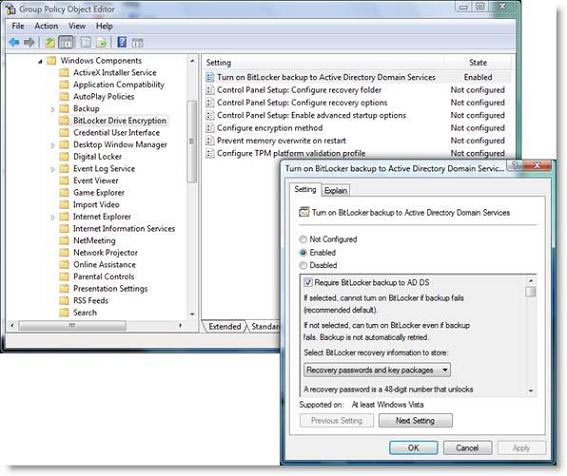 Group Policy Object Editor
File Action View Help
Windows Components
ActiveX Installer Service
Application Compatibility
AutoPlay Policies
Backup
BitLocker Drive Encryption
Credential User Interface
Desktop Window Manager
Digital Locker
Event Log Service
Event Viewer
Game Explorer
Import Video
Internet Explorer
Internet Information Services
NetMeeting
Network Projector
Online Assistance
Parental Controls
Presentation Settings
RSS Feeds
Search
Setting State
Turn on BitLocker backup to Active Directory Domain Services Enabled
Control Panel Setup: Configure recovery folder Not configured
Control Panel Setup: Configure recovery options Not configured
Control Panel Setup: Enable advanced startup options Not configured
Configure encryption method Not configured
Prevent memory overwrite on restart Not configured
Configure TPM platform validation profile Not configured
Extended Standar
Turn on BitLocker backup to Active Directory Domain Servic...
Setting Explain
Turn on BitLocker backup to Active Directory Domain Services
Not Configured
Enabled
Disabled
Require BitLocker backup to AD DS
If selected, cannot turn on BitLocker if backup fails
(recommended default).
If not selected, can turn on BitLocker even if backup
fails. Backup is not automatically retried.
Select BitLocker recovery information to store:
Recovery passwords and key packages
A recovery password is a 48-digit number that unlocks
Supported on: At least Windows Vista
Previous Setting Next Setting
OK Cancel Apply